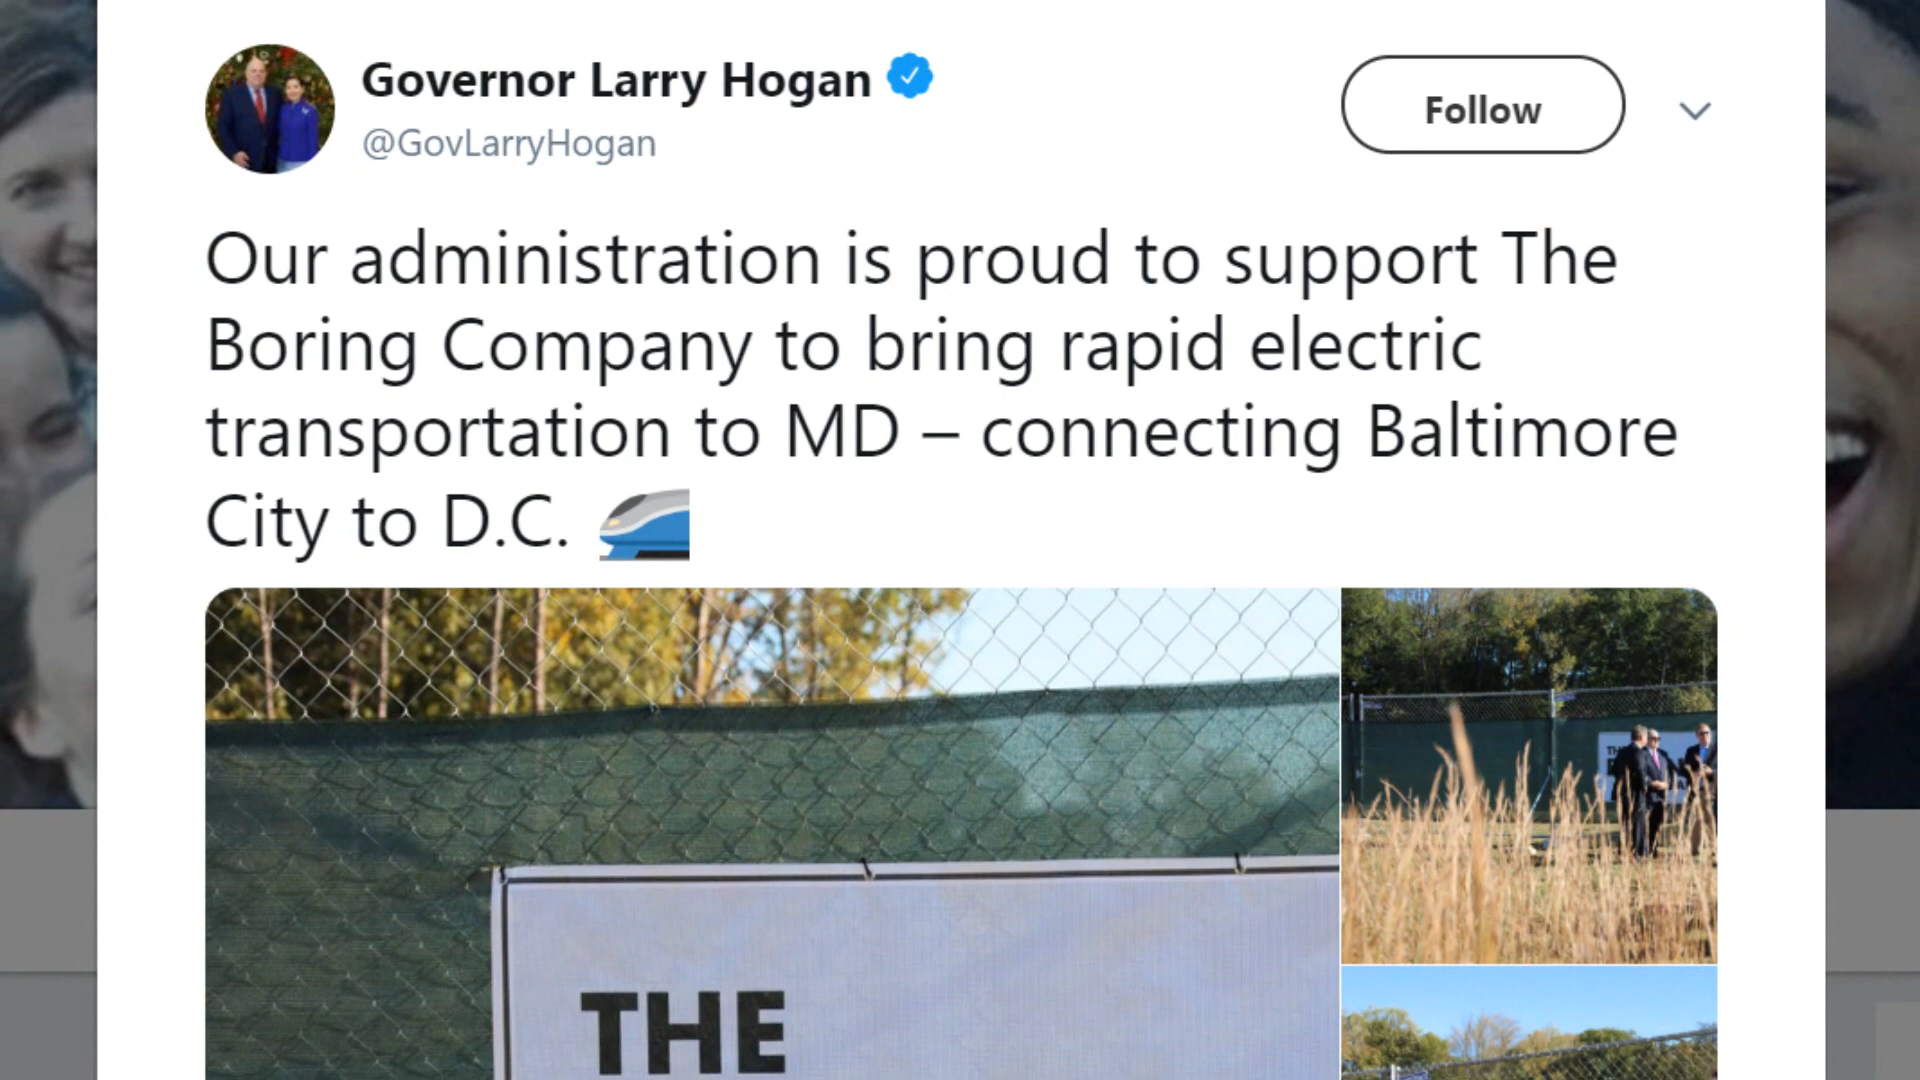 Governor Larry Hogan
@GovLarryHogan
Follow
Our administration is proud to support The
Boring Company to bring rapid electric
transportation to MD – connecting Baltimore
City to D.C.
THE